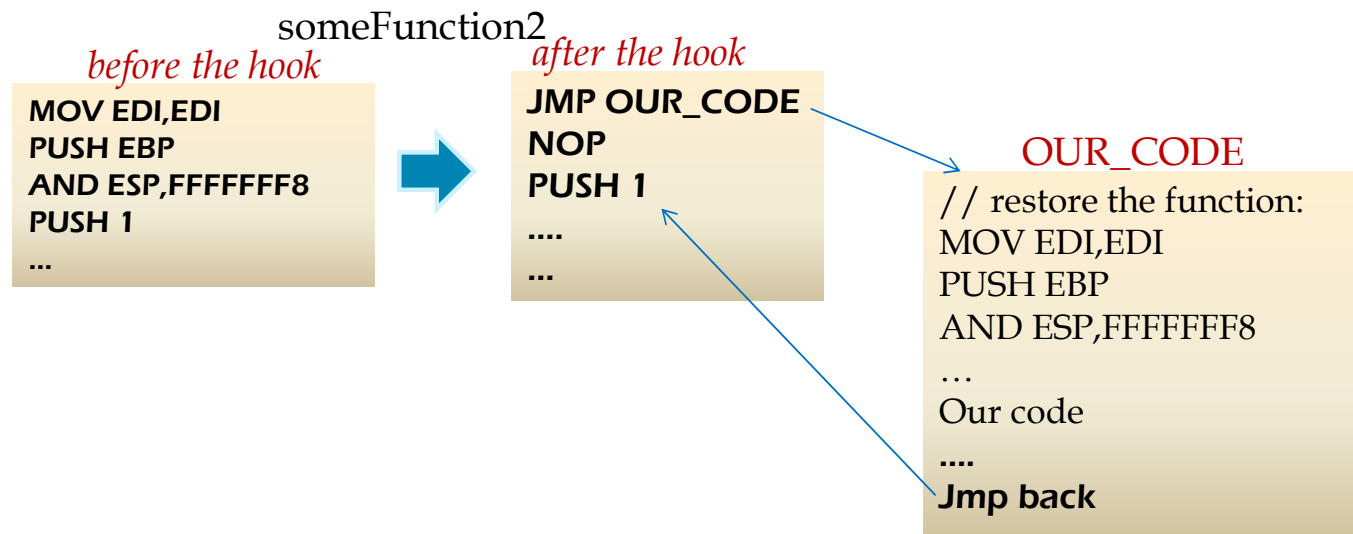 someFunction2
before the hook
MOV EDI,EDI
PUSH EBP
AND ESP,FFFFFFF8
PUSH 1
...
after the hook
JMP OUR_CODE
NOP
PUSH 1
....
...
OUR_CODE
// restore the function:
MOV EDI,EDI
PUSH EBP
AND ESP,FFFFFFF8
…
Our code
....
Jmp back